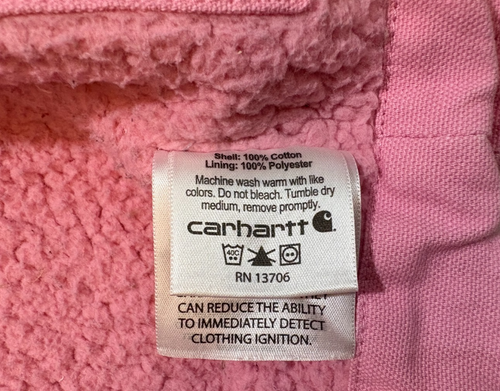 Shell: 100% Cotton
Lining: 100% Polyester
Machine wash warm with like
colors. Do not bleach. Tumble dry
medium, remove promptly.
carhartt
40C
RN 13706
CAN REDUCE THE ABILITY
TO IMMEDIATELY DETECT
CLOTHING IGNITION.